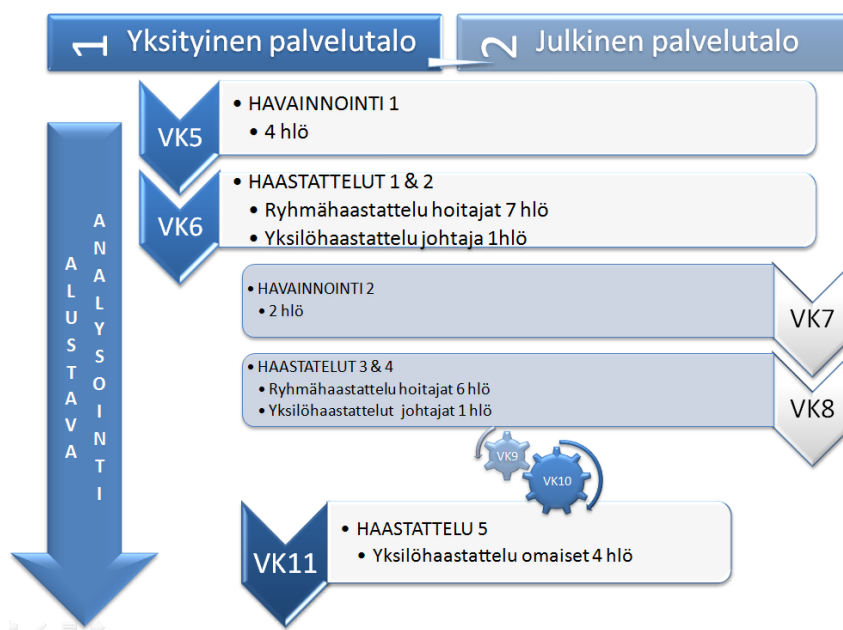 1 Yksityinen palvelutalo
2 Julkinen palvelutalo
ALUSTAVA
ANALYSOINTI
VK5
• HAVAINNOINTI 1
• 4 hlö
VK6
• HAASTATTELUT 1 & 2
• Ryhmähaastattelu hoitajat 7 hlö
• Yksilöhaastattelu johtaja 1hlö
• HAVAINNOINTI 2
• 2 hlö
VK7
• HAASTATELUT 3 & 4
• Ryhmähaastattelu hoitajat 6 hlö
• Yksilöhaastattelut johtajat 1 hlö
VK8
VK9
VK10
VK11
• HAASTATTELU 5
• Yksilöhaastattelu omaiset 4 hlö